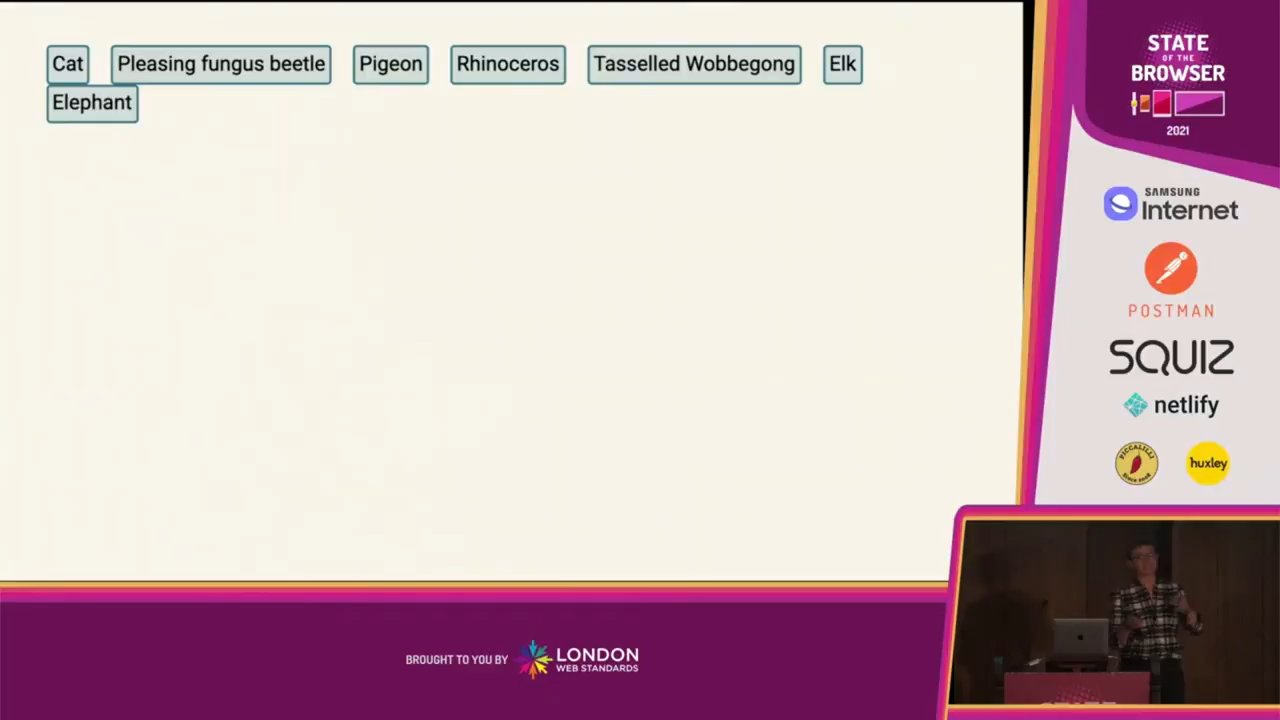 Cat Pleasing fungus beetle Pigeon Rhinoceros Tasselled Wobbegong Elk
Elephant
STATE
OF THE
BROWSER
2021
SAMSUNG
Internet
POSTMAN
SQUIZ
netlify
PICCALILLI
huxley
BROUGHT TO YOU BY LONDON
WEB STANDARDS